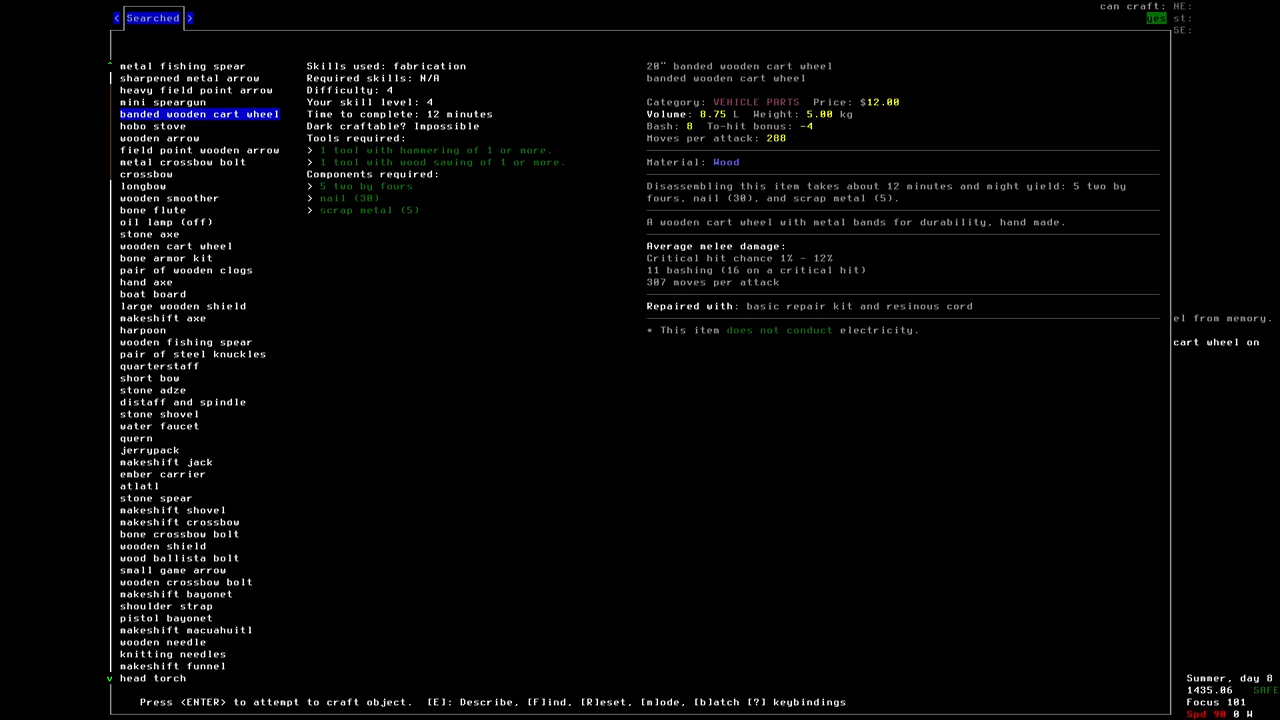 can craft: NE:
< Searched >
yes st:
SE:
metal fishing spear
sharpened metal arrow
heavy field point arrow
mini speargun
banded wooden cart wheel
hobo stove
wooden arrow
field point wooden arrow
metal crossbow bolt
crossbow
longbow
wooden smoother
bone flute
oil lamp (off)
stone axe
wooden cart wheel
bone armor kit
pair of wooden clogs
hand axe
boat board
large wooden shield
makeshift axe
harpoon
wooden fishing spear
pair of steel knuckles
quarterstaff
short bow
stone adze
distaff and spindle
stone shovel
water faucet
quern
jerrypack
makeshift jack
ember carrier
atlatl
stone spear
makeshift shovel
makeshift crossbow
bone crossbow bolt
wooden shield
wood ballista bolt
small game arrow
wooden crossbow bolt
makeshift bayonet
shoulder strap
pistol bayonet
makeshift macuahuitl
wooden needle
knitting needles
makeshift funnel
v head torch
Skills used: fabrication
Required skills: N/A
Difficulty: 4
Your skill level: 4
Time to complete: 12 minutes
Dark craftable? Impossible
Tools required:
> 1 tool with hammering of 1 or more.
> 1 tool with wood sawing of 1 or more.
Components required:
> 5 two by fours
> nail (30)
> scrap metal (5)
20" banded wooden cart wheel
banded wooden cart wheel
Category: VEHICLE PARTS Price: $12.00
Volume: 8.75 L Weight: 5.00 kg
Bash: 8 To-hit bonus: -4
Moves per attack: 288
Material: Wood
Disassembling this item takes about 12 minutes and might yield: 5 two by
fours, nail (30), and scrap metal (5).
A wooden cart wheel with metal bands for durability, hand made.
Average melee damage:
Critical hit chance 1% - 12%
11 bashing (16 on a critical hit)
307 moves per attack
Repaired with: basic repair kit and resinous cord
* This item does not conduct electricity.
el from memory.
cart wheel on
Summer, day 8
1435.06 SAFE
Focus 101
Spd 90 0 W
Press <ENTER> to attempt to craft object. [E]: Describe, [F]ind, [R]eset, [m]ode, [b]atch [?] keybindings